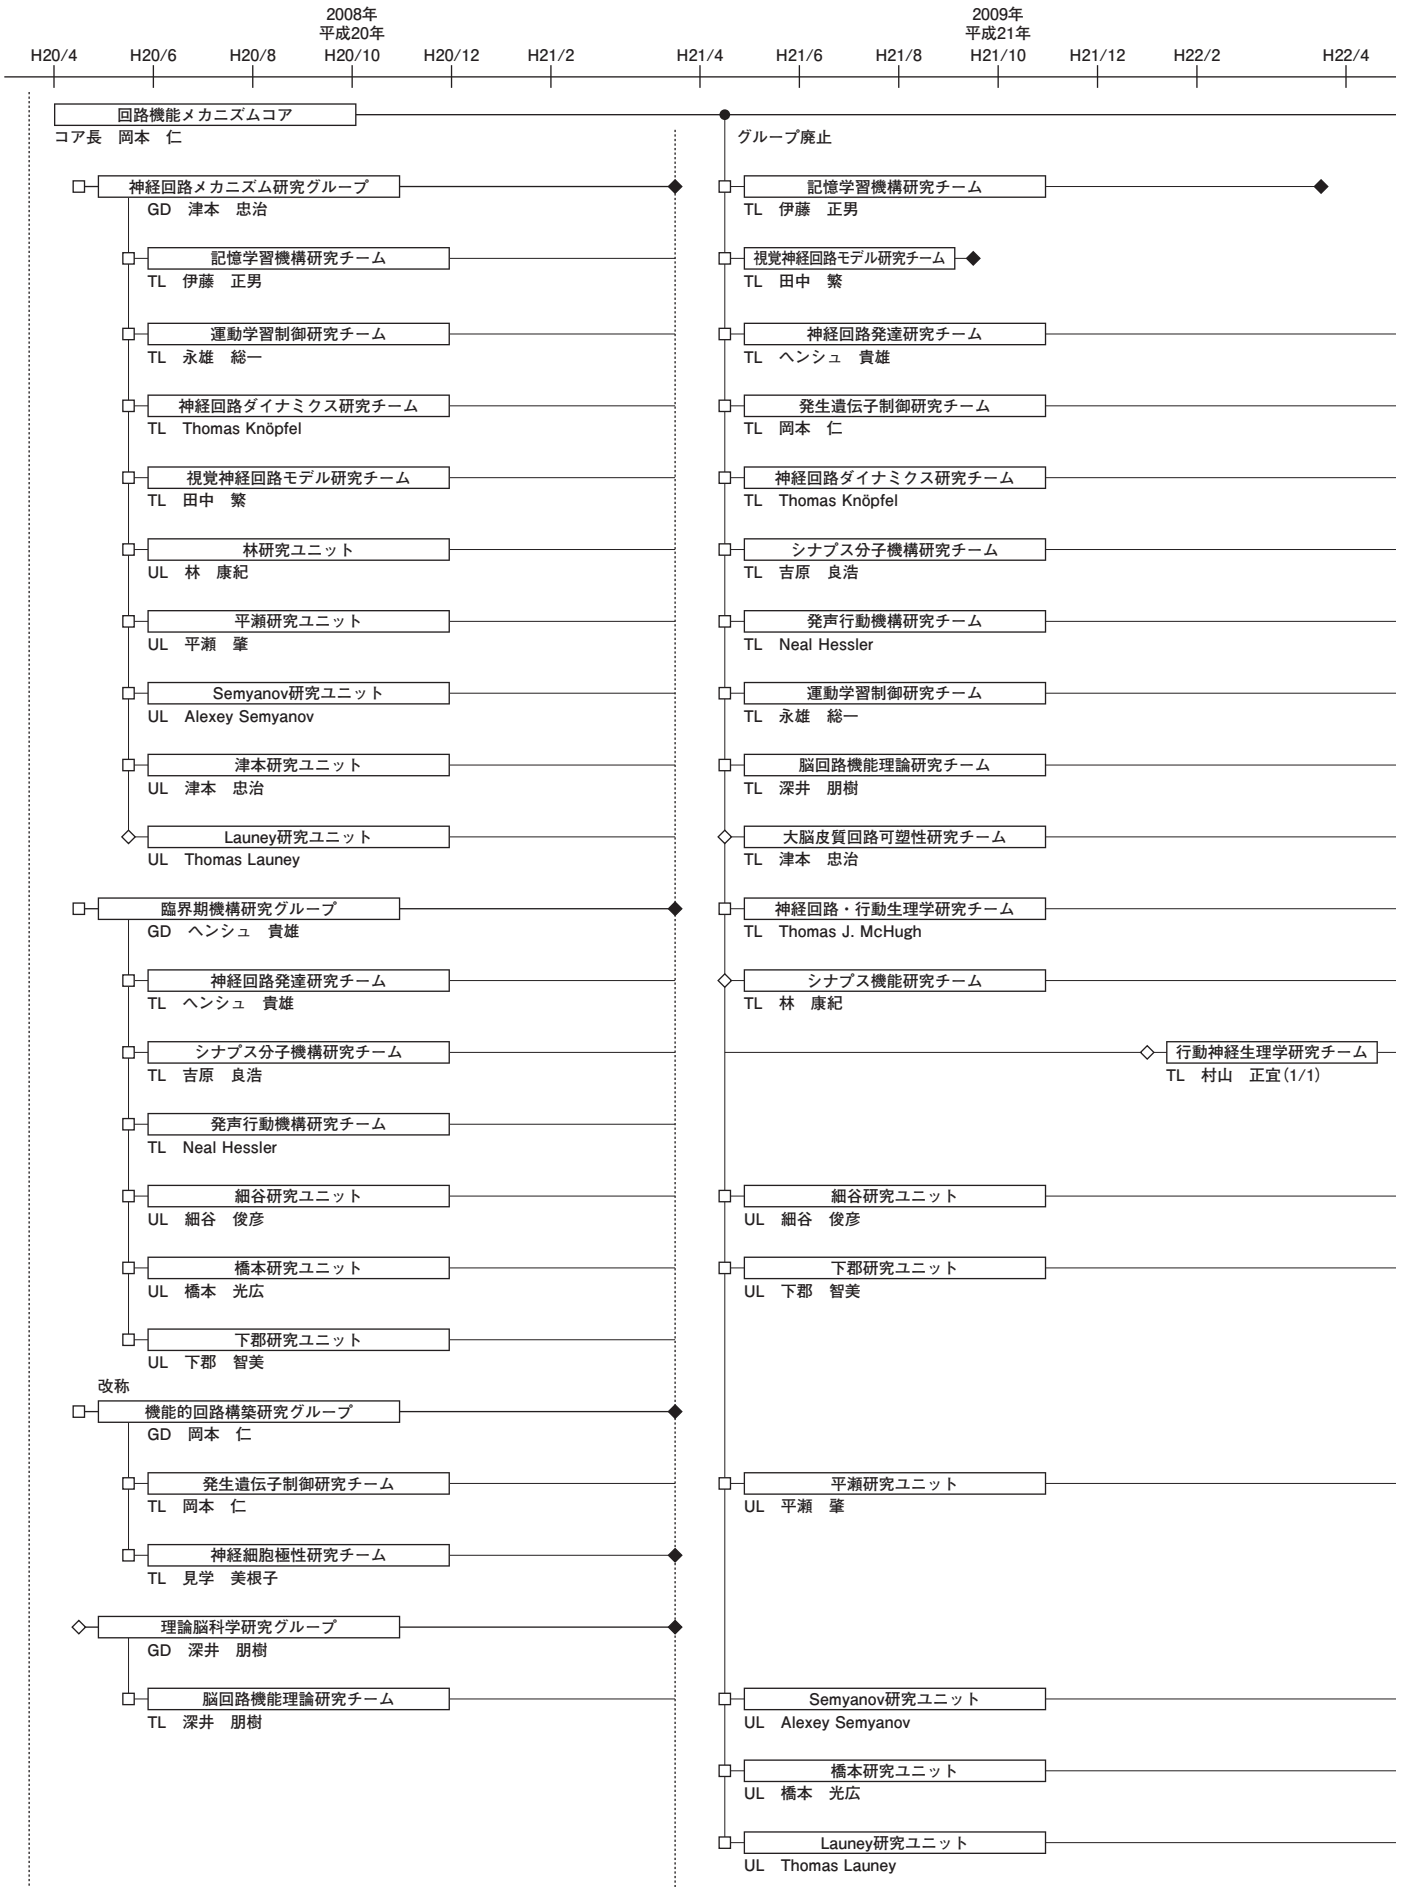 2008年
平成20年
2009年
平成21年
H20/4 H20/6 H20/8 H20/10 H20/12 H21/2 H21/4 H21/6 H21/8 H21/10 H21/12 H22/2 H22/4
回路機能メカニズムコア
コア長 岡本 仁
グループ廃止
神経回路メカニズム研究グループ
GD 津本 忠治
記憶学習機構研究チーム
TL 伊藤 正男
運動学習制御研究チーム
TL 永雄 総一
神経回路ダイナミクス研究チーム
TL Thomas Knöpfel
視覚神経回路モデル研究チーム
TL 田中 繁
林研究ユニット
UL 林 康紀
平瀬研究ユニット
UL 平瀬 肇
Semyanov研究ユニット
UL Alexey Semyanov
津本研究ユニット
UL 津本 忠治
Launey研究ユニット
UL Thomas Launey
臨界期機構研究グループ
GD ヘンシュ 貴雄
神経回路発達研究チーム
TL ヘンシュ 貴雄
シナプス分子機構研究チーム
TL 吉原 良浩
発声行動機構研究チーム
TL Neal Hessler
細谷研究ユニット
UL 細谷 俊彦
橋本研究ユニット
UL 橋本 光広
下郡研究ユニット
UL 下郡 智美
改称
機能的回路構築研究グループ
GD 岡本 仁
発生遺伝子制御研究チーム
TL 岡本 仁
神経細胞極性研究チーム
TL 見学 美根子
理論脳科学研究グループ
GD 深井 朋樹
脳回路機能理論研究チーム
TL 深井 朋樹
記憶学習機構研究チーム
TL 伊藤 正男
視覚神経回路モデル研究チーム
TL 田中 繁
神経回路発達研究チーム
TL ヘンシュ 貴雄
発生遺伝子制御研究チーム
TL 岡本 仁
神経回路ダイナミクス研究チーム
TL Thomas Knöpfel
シナプス分子機構研究チーム
TL 吉原 良浩
発声行動機構研究チーム
TL Neal Hessler
運動学習制御研究チーム
TL 永雄 総一
脳回路機能理論研究チーム
TL 深井 朋樹
大脳皮質回路可塑性研究チーム
TL 津本 忠治
神経回路・行動生理学研究チーム
TL Thomas J. McHugh
シナプス機能研究チーム
TL 林 康紀
行動神経生理学研究チーム
TL 村山 正宜(1/1)
細谷研究ユニット
UL 細谷 俊彦
下郡研究ユニット
UL 下郡 智美
平瀬研究ユニット
UL 平瀬 肇
Semyanov研究ユニット
UL Alexey Semyanov
橋本研究ユニット
UL 橋本 光広
Launey研究ユニット
UL Thomas Launey